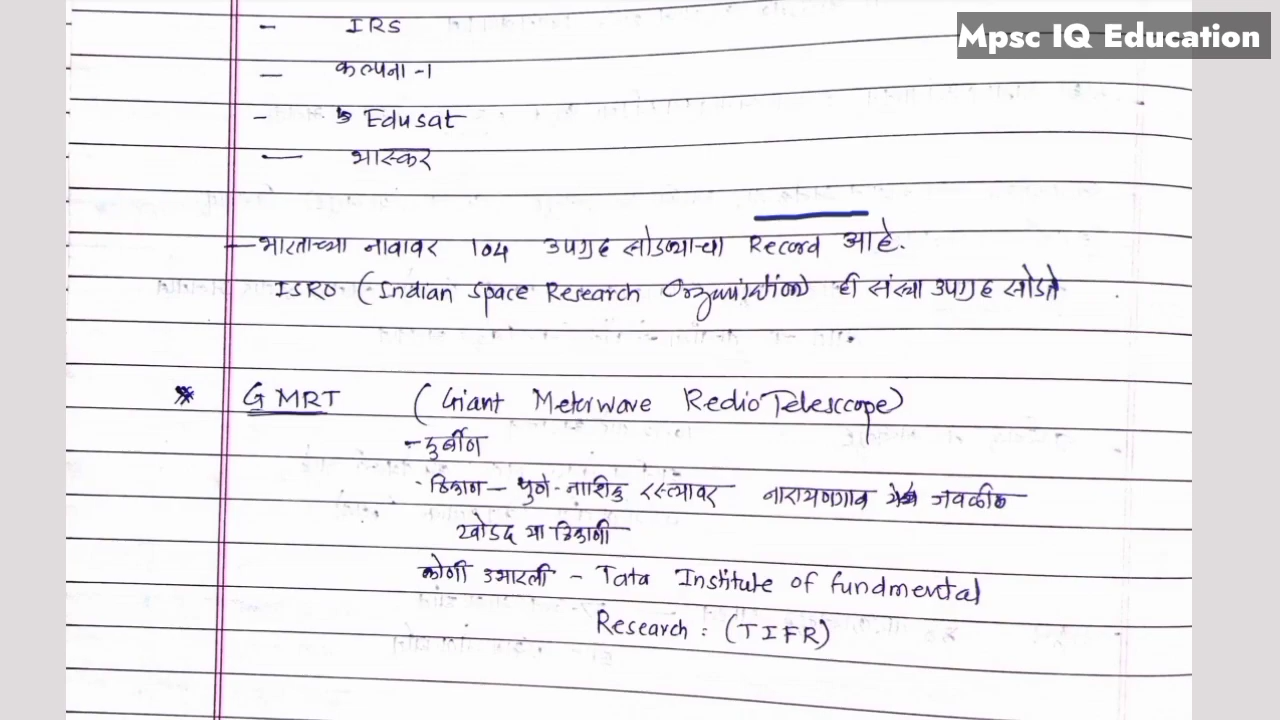 Mpsc IQ Education
- IRS
- कल्पना -1
- Edusat
- भास्कर
- भारताच्या नावावर 104 उपग्रह सोडण्याचा Record आहे.
ISRO (Indian Space Research Organisation) ही संस्था उपग्रह सोडते
* GMRT (Giant Meterwave Redio Telesccope)
- दुर्बीण
- ठिकाण - पुणे-नाशिक रस्त्यावर नारायणगाव जवळील
खोडद या ठिकाणी
कोणी उभारली - Tata Institute of fundmental
Research : (TIFR)